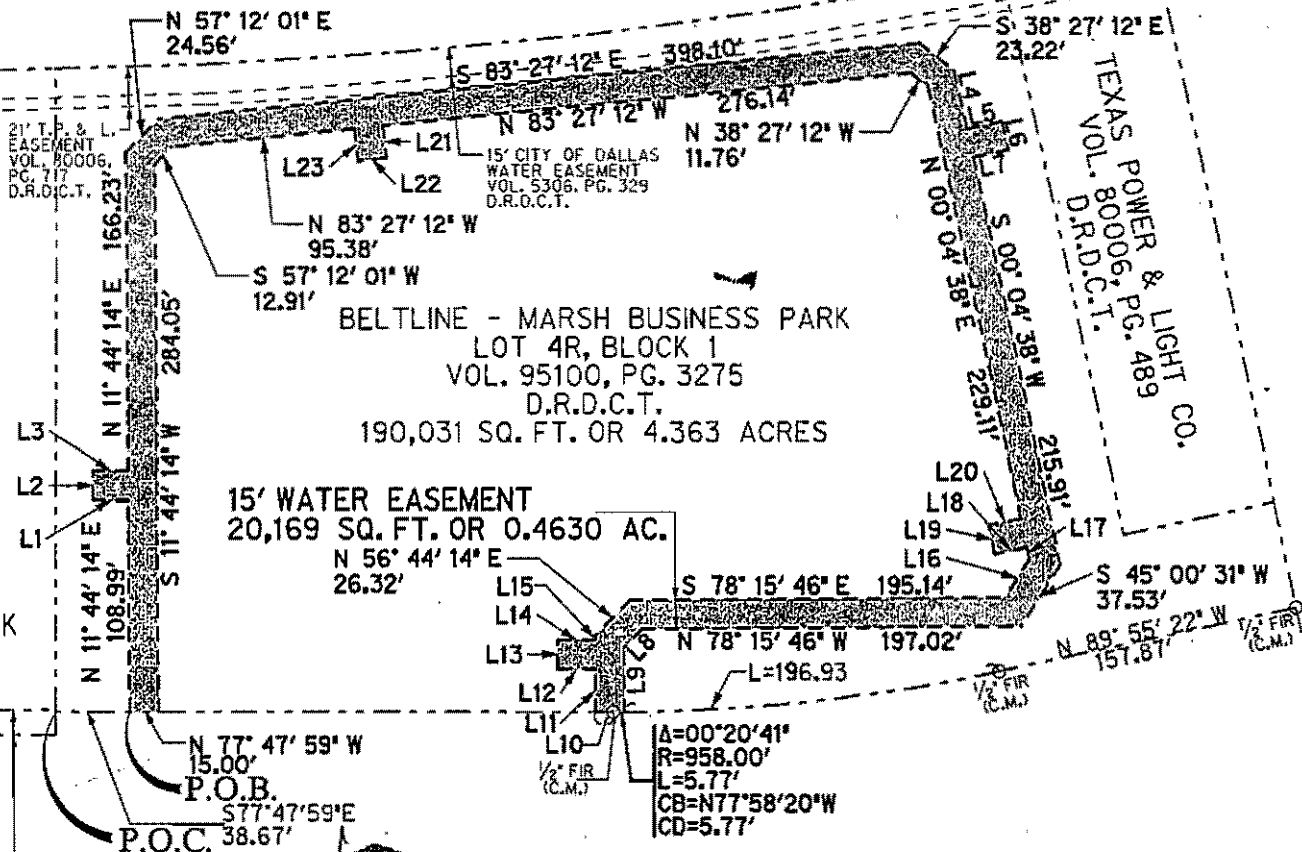 N 57° 12' 01" E
24.56'
S 38° 27' 12" E
23.22'
S 83° 27' 12" E 398.10'
N 83° 27' 12" W 276.14'
N 38° 27' 12" W
11.76'
L4
L5
L6
L7
TEXAS POWER & LIGHT CO.
VOL. 80006, PG. 489
D.R.D.C.T.
21' T.P. & L.
EASEMENT
VOL. 80006,
PG. 717
D.R.D.C.T.
L23
L21
L22
15' CITY OF DALLAS
WATER EASEMENT
VOL. 5306, PG. 329
D.R.D.C.T.
N 83° 27' 12" W
95.38'
S 57° 12' 01" W
12.91'
N 11° 44' 14" E 166.23'
S 11° 44' 14" W 284.05'
N 00° 04' 38" E 229.11'
S 00° 04' 38" W 215.91'
BELTLINE - MARSH BUSINESS PARK
LOT 4R, BLOCK 1
VOL. 95100, PG. 3275
D.R.D.C.T.
190,031 SQ. FT. OR 4.363 ACRES
L3
L2
L1
15' WATER EASEMENT
20,169 SQ. FT. OR 0.4630 AC.
N 56° 44' 14" E
26.32'
L20
L18
L19
L17
L16
N 11° 44' 14" E
108.99'
L15
L14
L13
L12
L11
L10
L8
L9
S 78° 15' 46" E 195.14'
N 78° 15' 46" W 197.02'
S 45° 00' 31" W
37.53'
N 89° 55' 22" W
157.87'
1/2" FIR
(C.M.)
1/2" FIR
(C.M.)
L=196.93
K
1/2" FIR
(C.M.)
Δ=00°20'41"
R=958.00'
L=5.77'
CB=N77°58'20"W
CD=5.77'
N 77° 47' 59" W
15.00'
P.O.B.
S77°47'59"E
38.67'
P.O.C.